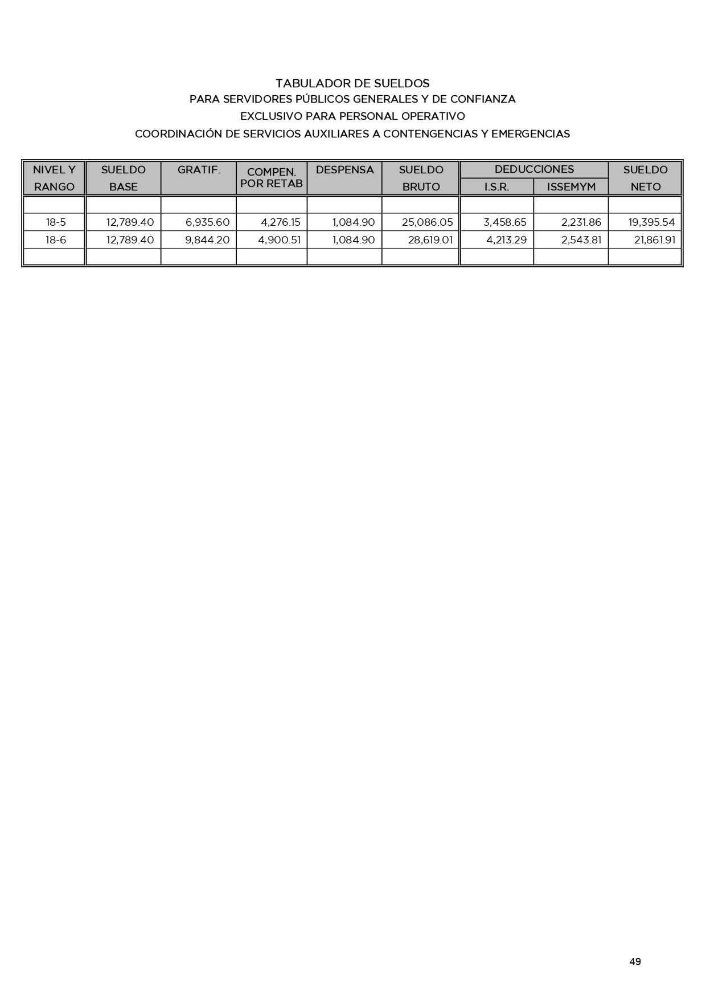 TABULADOR DE SUELDOS
PARA SERVIDORES PÚBLICOS GENERALES Y DE CONFIANZA
EXCLUSIVO PARA PERSONAL OPERATIVO
COORDINACIÓN DE SERVICIOS AUXILIARES A CONTENGENCIAS Y EMERGENCIAS
NIVEL Y SUELDO GRATIF. COMPEN. DESPENSA SUELDO DEDUCCIONES SUELDO
RANGO BASE POR RETAB BRUTO I.S.R. ISSEMYM NETO
18-5 12,789.40 6,935.60 4,276.15 1,084.90 25,086.05 3,458.65 2,231.86 19,395.54
18-6 12,789.40 9,844.20 4,900.51 1,084.90 28,619.01 4,213.29 2,543.81 21,861.91
49